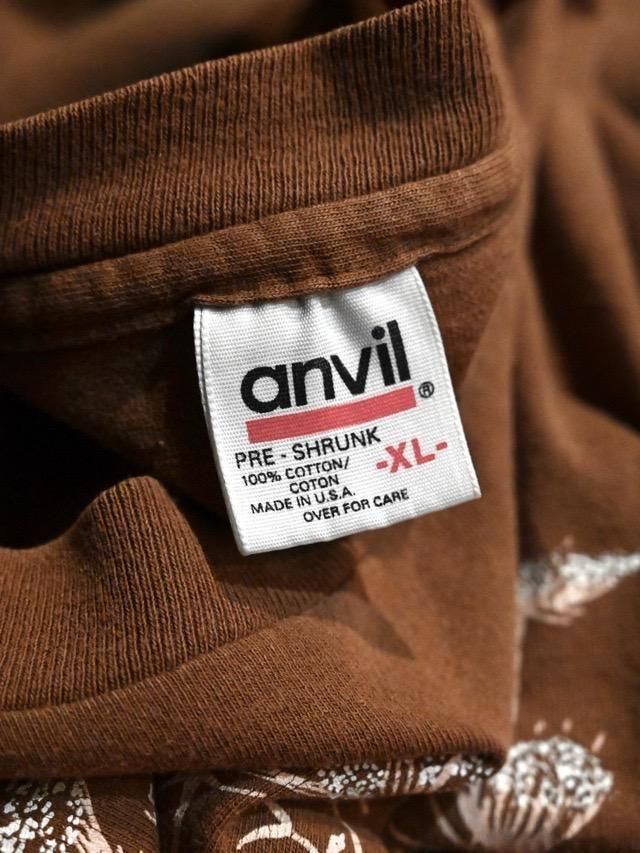 anvil®
PRE-SHRUNK
-XL-
100% COTTON/
COTON
MADE IN U.S.A.
OVER FOR CARE